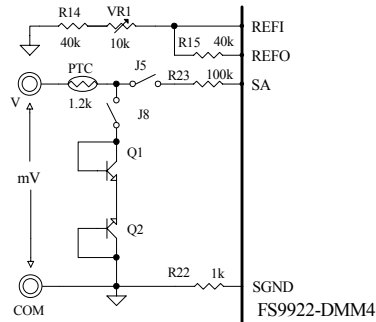 R14 VR1
40k 10k
REFI
R15 40k
REFO
PTC J5 R23 100k
SA
V
1.2k
J8
Q1
mV
Q2
R22 1k
SGND
COM
FS9922-DMM4